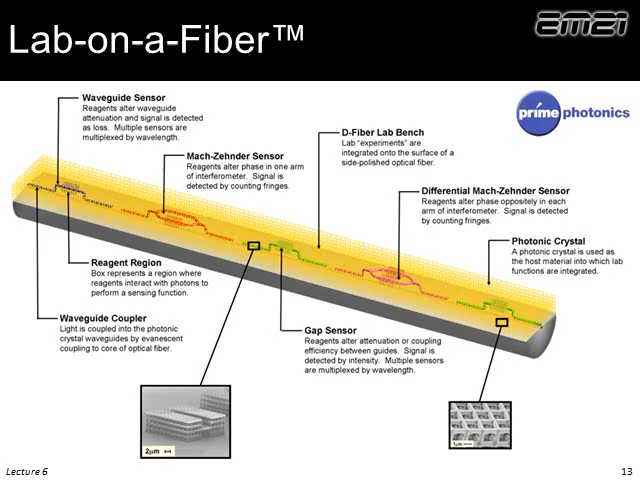 Lab-on-a-Fiber™
prime photonics
Waveguide Sensor
Reagents alter waveguide
attenuation and signal is detected
as loss. Multiple sensors are
multiplexed by wavelength.
Mach-Zehnder Sensor
Reagents alter phase in one arm
of interferometer. Signal is
detected by counting fringes.
D-Fiber Lab Bench
Lab "experiments" are
integrated onto the surface of a
side-polished optical fiber.
Differential Mach-Zehnder Sensor
Reagents alter phase oppositely in each
arm of interferometer. Signal is detected
by counting fringes.
Photonic Crystal
A photonic crystal is used as
the host material into which lab
functions are integrated.
Reagent Region
Box represents a region where
reagents interact with photons to
perform a sensing function.
Waveguide Coupler
Light is coupled into the photonic
crystal waveguides by evanescent
coupling to core of optical fiber.
Gap Sensor
Reagents alter attenuation or coupling
efficiency between guides. Signal is
detected by intensity. Multiple sensors
are multiplexed by wavelength.
2μm
Lecture 6
13